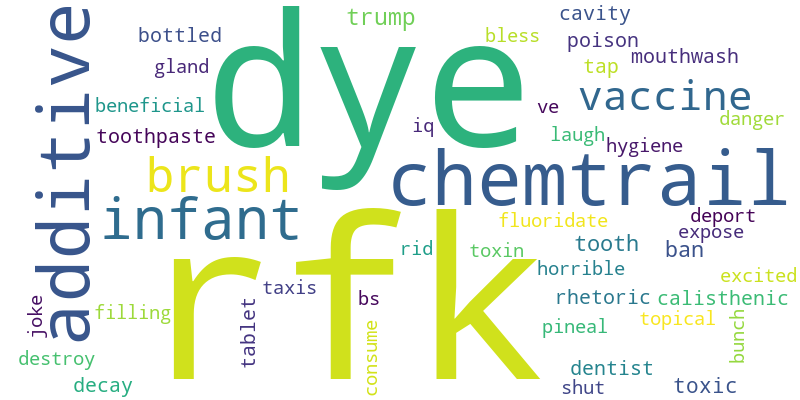 trump
cavity
bottled
dye
bless
poison
mouthwash
gland
tap
additive
beneficial
vaccine
ve
danger
toothpaste
iq
laugh
hygiene
brush
chemtrail
infant
rfk
fluoridate
deport
expose
rid
toxin
tooth
ban
horrible
excited
taxis
bs
rhetoric
calisthenic
joke
filling
tablet
pineal
topical
bunch
destroy
consume
dentist
decay
shut
toxic